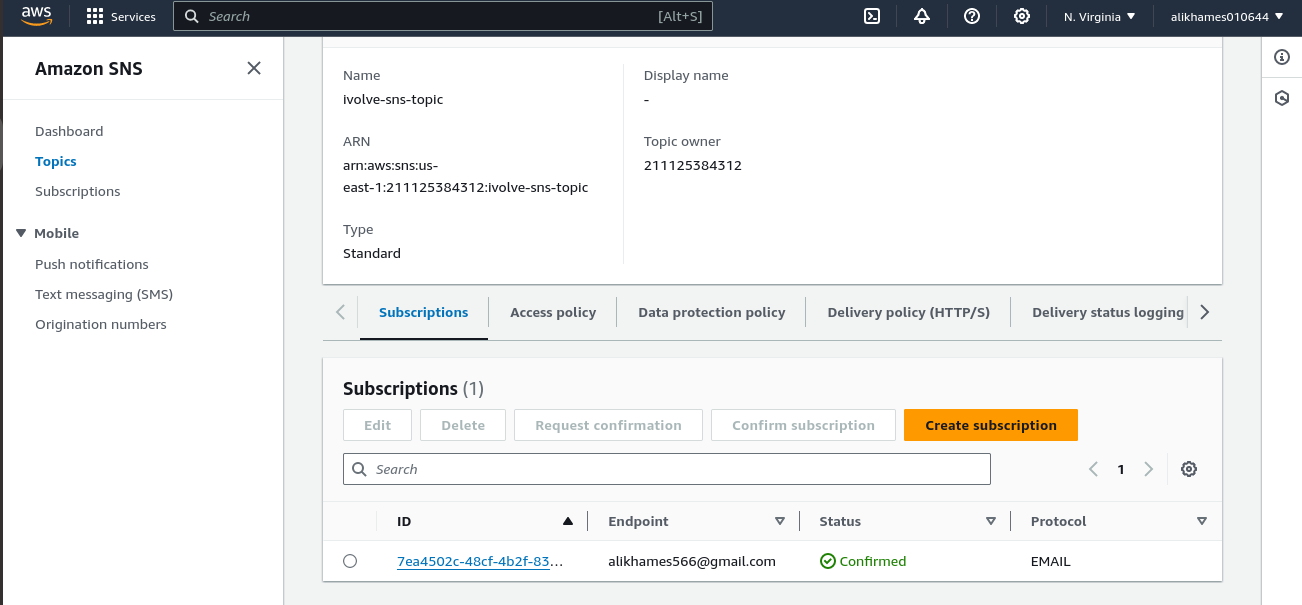 aws
Services
Search
[Alt+S]
N. Virginia
alikhames010644
Amazon SNS
Dashboard
Topics
Subscriptions
Mobile
Push notifications
Text messaging (SMS)
Origination numbers
Name
ivolve-sns-topic
ARN
arn:aws:sns:us-
east-1:211125384312:ivolve-sns-topic
Type
Standard
Display name
-
Topic owner
211125384312
Subscriptions
Access policy
Data protection policy
Delivery policy (HTTP/S)
Delivery status logging
Subscriptions (1)
Edit
Delete
Request confirmation
Confirm subscription
Create subscription
Search
1
ID
Endpoint
Status
Protocol
7ea4502c-48cf-4b2f-83...
alikhames566@gmail.com
Confirmed
EMAIL